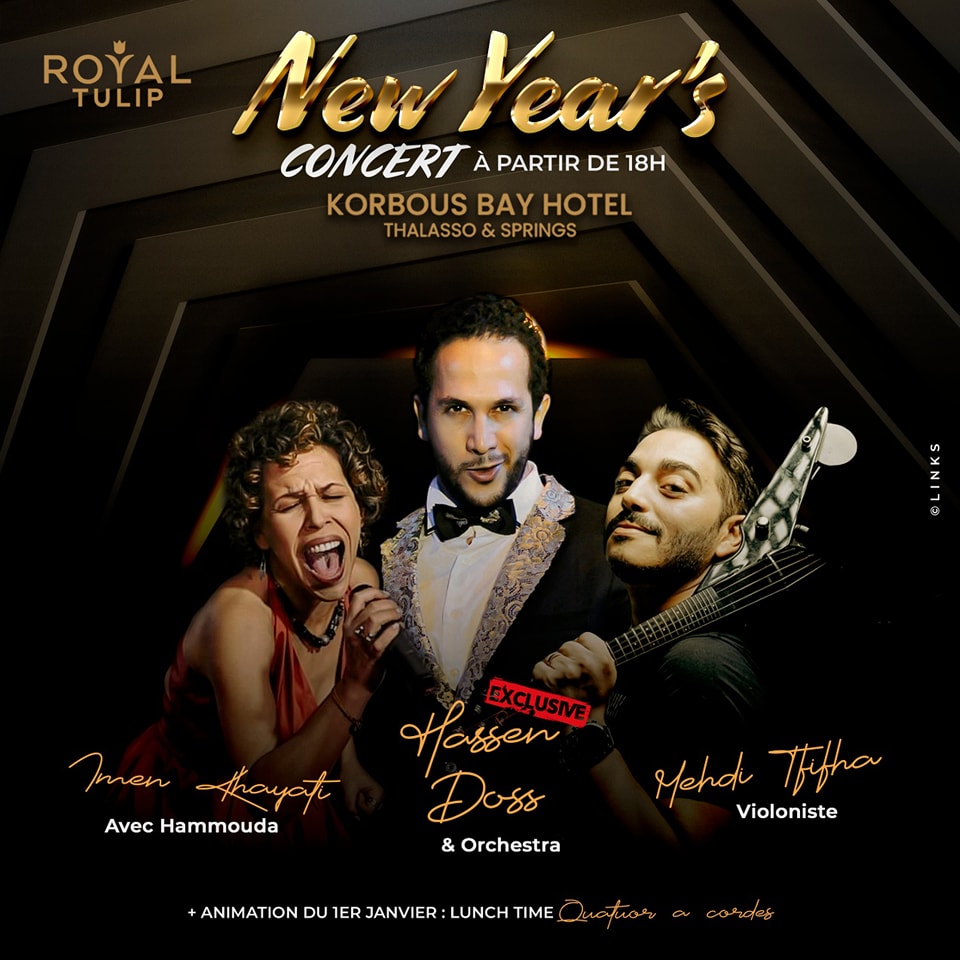 ROYAL
TULIP
New Year's
CONCERT À PARTIR DE 18H
KORBOUS BAY HOTEL
THALASSO & SPRINGS
©LINKS
EXCLUSIVE
Hassen
Doss
& Orchestra
Imen Khayati
Avec Hammouda
Mehdi Tfifha
Violoniste
+ ANIMATION DU 1ER JANVIER : LUNCH TIME Quatuor a cordes